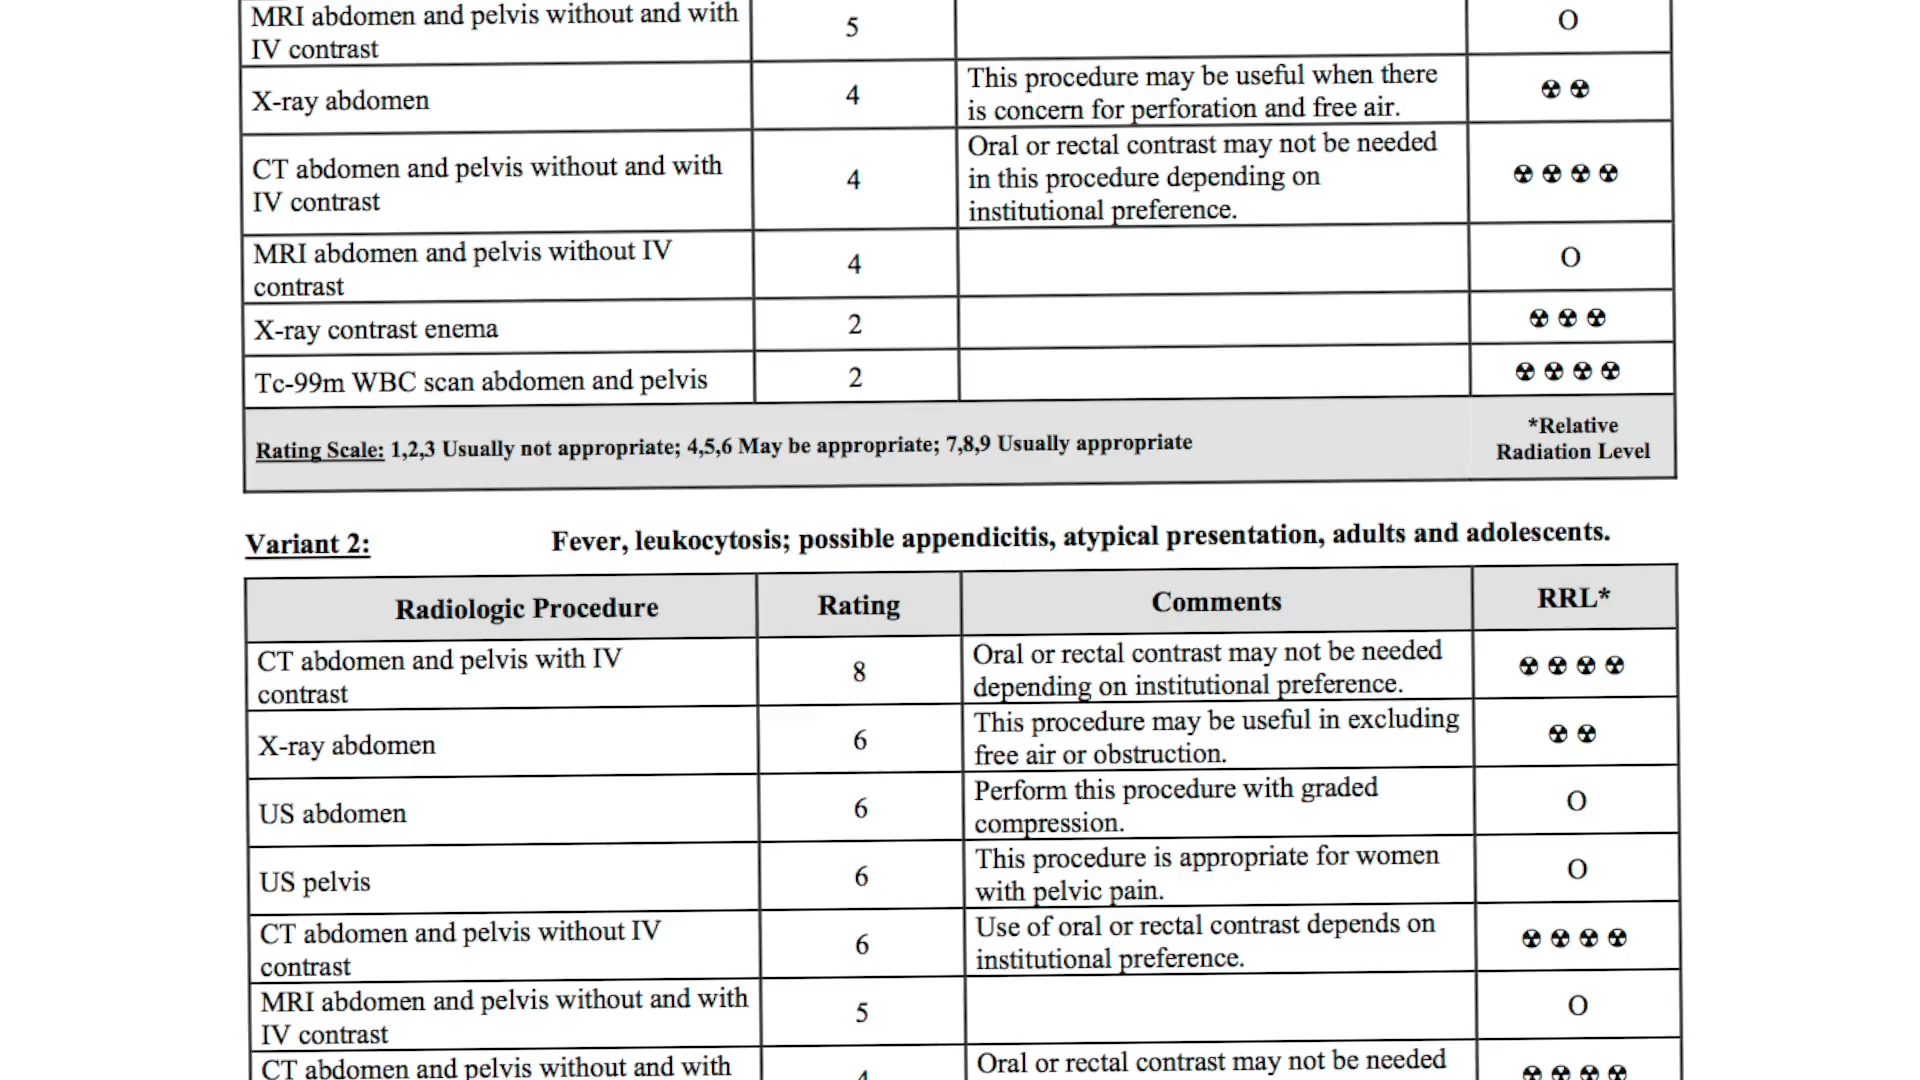 MRI abdomen and pelvis without and with
IV contrast
5
O
X-ray abdomen
4
This procedure may be useful when there
is concern for perforation and free air.
☢ ☢
CT abdomen and pelvis without and with
IV contrast
4
Oral or rectal contrast may not be needed
in this procedure depending on
institutional preference.
☢ ☢ ☢ ☢
MRI abdomen and pelvis without IV
contrast
4
O
X-ray contrast enema
2
☢ ☢ ☢
Tc-99m WBC scan abdomen and pelvis
2
☢ ☢ ☢ ☢
Rating Scale: 1,2,3 Usually not appropriate; 4,5,6 May be appropriate; 7,8,9 Usually appropriate
*Relative
Radiation Level
Variant 2: Fever, leukocytosis; possible appendicitis, atypical presentation, adults and adolescents.
Radiologic Procedure
Rating
Comments
RRL*
CT abdomen and pelvis with IV
contrast
8
Oral or rectal contrast may not be needed
depending on institutional preference.
☢ ☢ ☢ ☢
X-ray abdomen
6
This procedure may be useful in excluding
free air or obstruction.
☢ ☢
US abdomen
6
Perform this procedure with graded
compression.
O
US pelvis
6
This procedure is appropriate for women
with pelvic pain.
O
CT abdomen and pelvis without IV
contrast
6
Use of oral or rectal contrast depends on
institutional preference.
☢ ☢ ☢ ☢
MRI abdomen and pelvis without and with
IV contrast
5
O
CT abdomen and pelvis without and with
4
Oral or rectal contrast may not be needed
☢ ☢ ☢ ☢